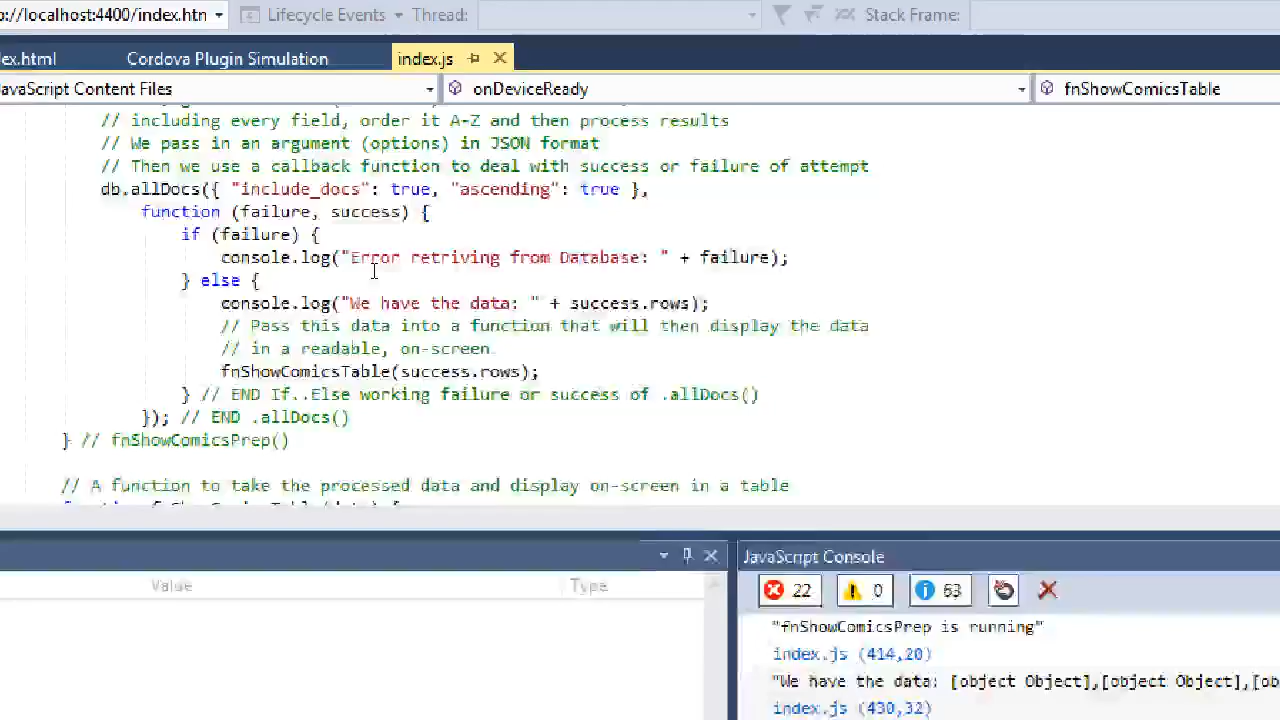 p://localhost:4400/index.htn Lifecycle Events Thread: Stack Frame:
ex.html Cordova Plugin Simulation index.js
JavaScript Content Files onDeviceReady fnShowComicsTable
// including every field, order it A-Z and then process results
// We pass in an argument (options) in JSON format
// Then we use a callback function to deal with success or failure of attempt
db.allDocs({ "include_docs": true, "ascending": true },
function (failure, success) {
if (failure) {
console.log("Error retriving from Database: " + failure);
} else {
console.log("We have the data: " + success.rows);
// Pass this data into a function that will then display the data
// in a readable, on-screen.
fnShowComicsTable(success.rows);
} // END If..Else working failure or success of .allDocs()
}); // END .allDocs()
} // fnShowComicsPrep()
// A function to take the processed data and display on-screen in a table
Value Type
JavaScript Console
22 0 63
"fnShowComicsPrep is running"
index.js (414,20)
"We have the data: [object Object],[object Object],[ob
index.js (430,32)